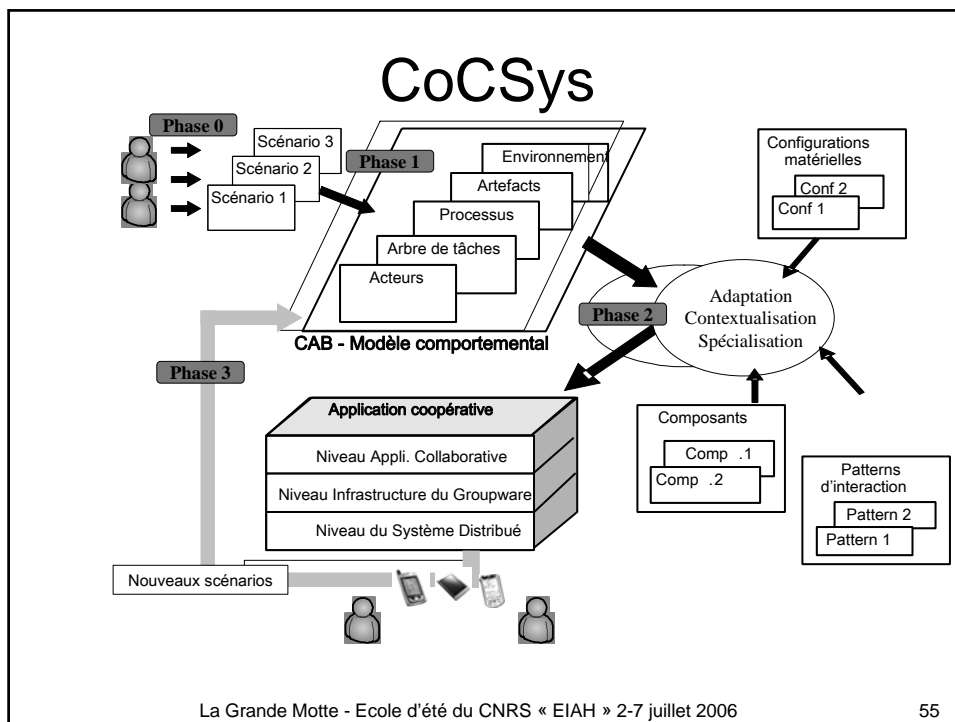 CoCSys
Phase 0
Scénario 3
Scénario 2
Scénario 1
Phase 1
Environnement
Artefacts
Processus
Arbre de tâches
Acteurs
CAB - Modèle comportemental
Configurations
matérielles
Conf 2
Conf 1
Phase 2
Adaptation
Contextualisation
Spécialisation
Phase 3
Application coopérative
Niveau Appli. Collaborative
Niveau Infrastructure du Groupware
Niveau du Système Distribué
Composants
Comp .1
Comp .2
Patterns
d'interaction
Pattern 2
Pattern 1
Nouveaux scénarios
La Grande Motte - Ecole d'été du CNRS « EIAH » 2-7 juillet 2006
55